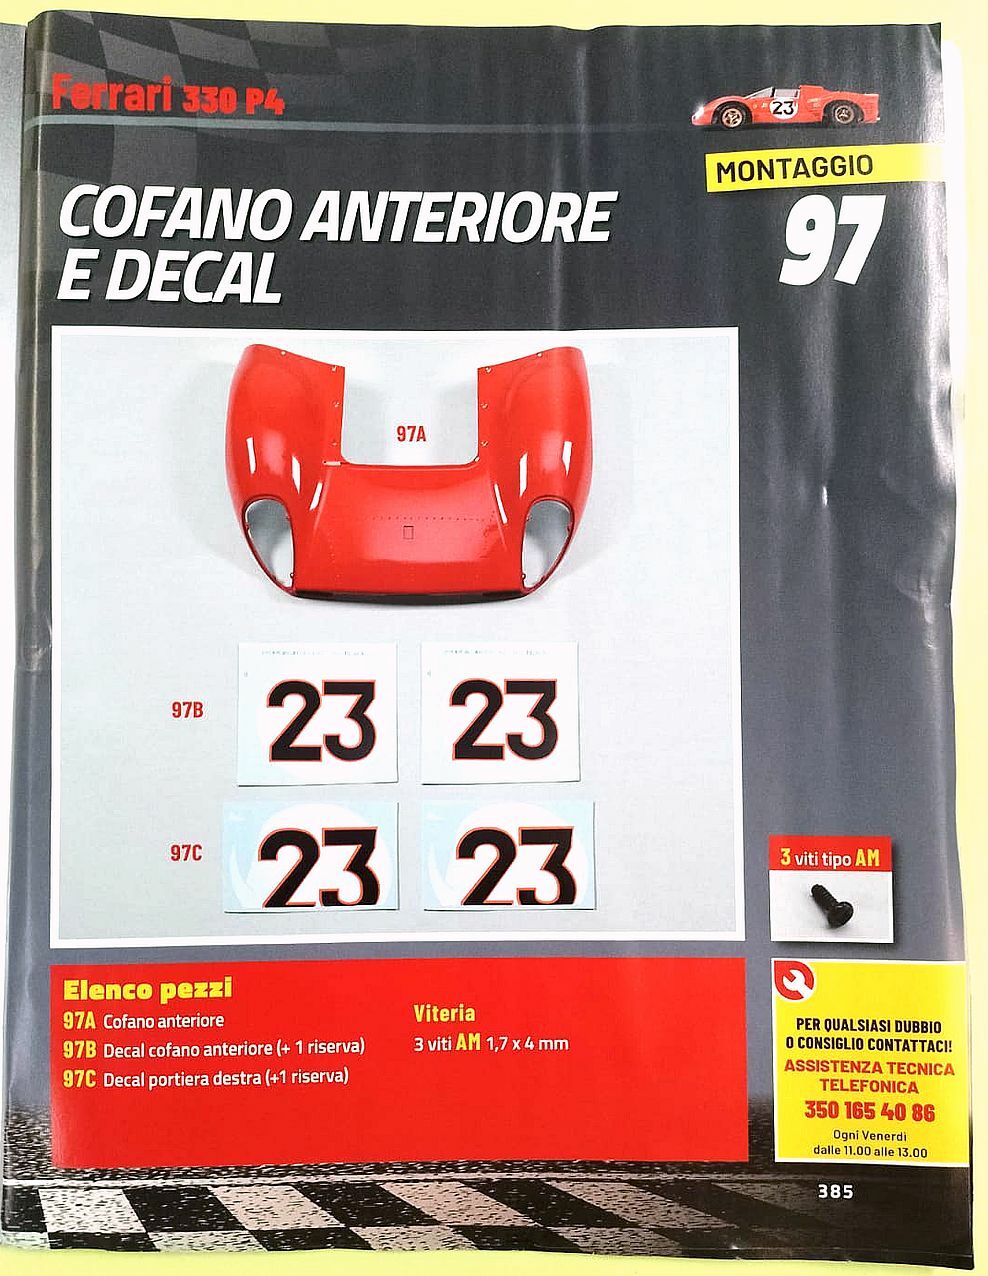 Ferrari 330 P4
23
MONTAGGIO
97
COFANO ANTERIORE
E DECAL
97A
97B
23
23
97C
23
23
3 viti tipo AM
Elenco pezzi
97A Cofano anteriore
97B Decal cofano anteriore (+ 1 riserva)
97C Decal portiera destra (+1 riserva)
Viteria
3 viti AM 1,7 x 4 mm
PER QUALSIASI DUBBIO
O CONSIGLIO CONTATTACI!
ASSISTENZA TECNICA
TELEFONICA
350 165 40 86
Ogni Venerdì
dalle 11.00 alle 13.00
385